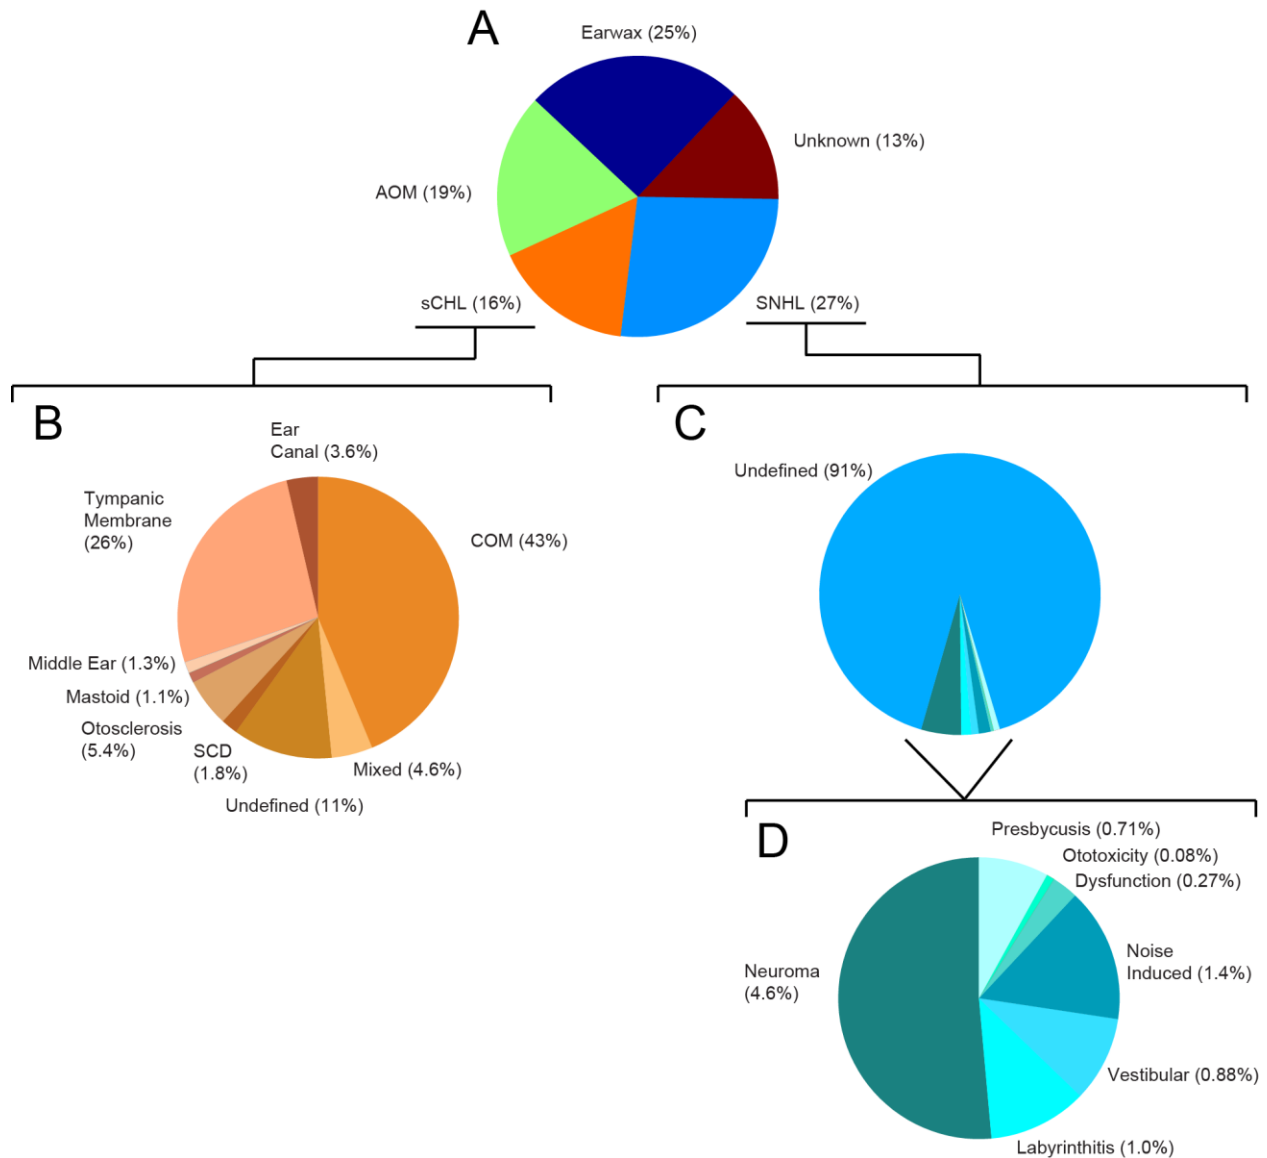 A
Earwax (25%)
Unknown (13%)
AOM (19%)
sCHL (16%)
SNHL (27%)
B
Ear
Canal (3.6%)
Tympanic
Membrane
(26%)
COM (43%)
Middle Ear (1.3%)
Mastoid (1.1%)
Otosclerosis
(5.4%)
SCD
(1.8%)
Mixed (4.6%)
Undefined (11%)
C
Undefined (91%)
D
Presbycusis (0.71%)
Ototoxicity (0.08%)
Dysfunction (0.27%)
Noise
Induced (1.4%)
Neuroma
(4.6%)
Vestibular (0.88%)
Labyrinthitis (1.0%)